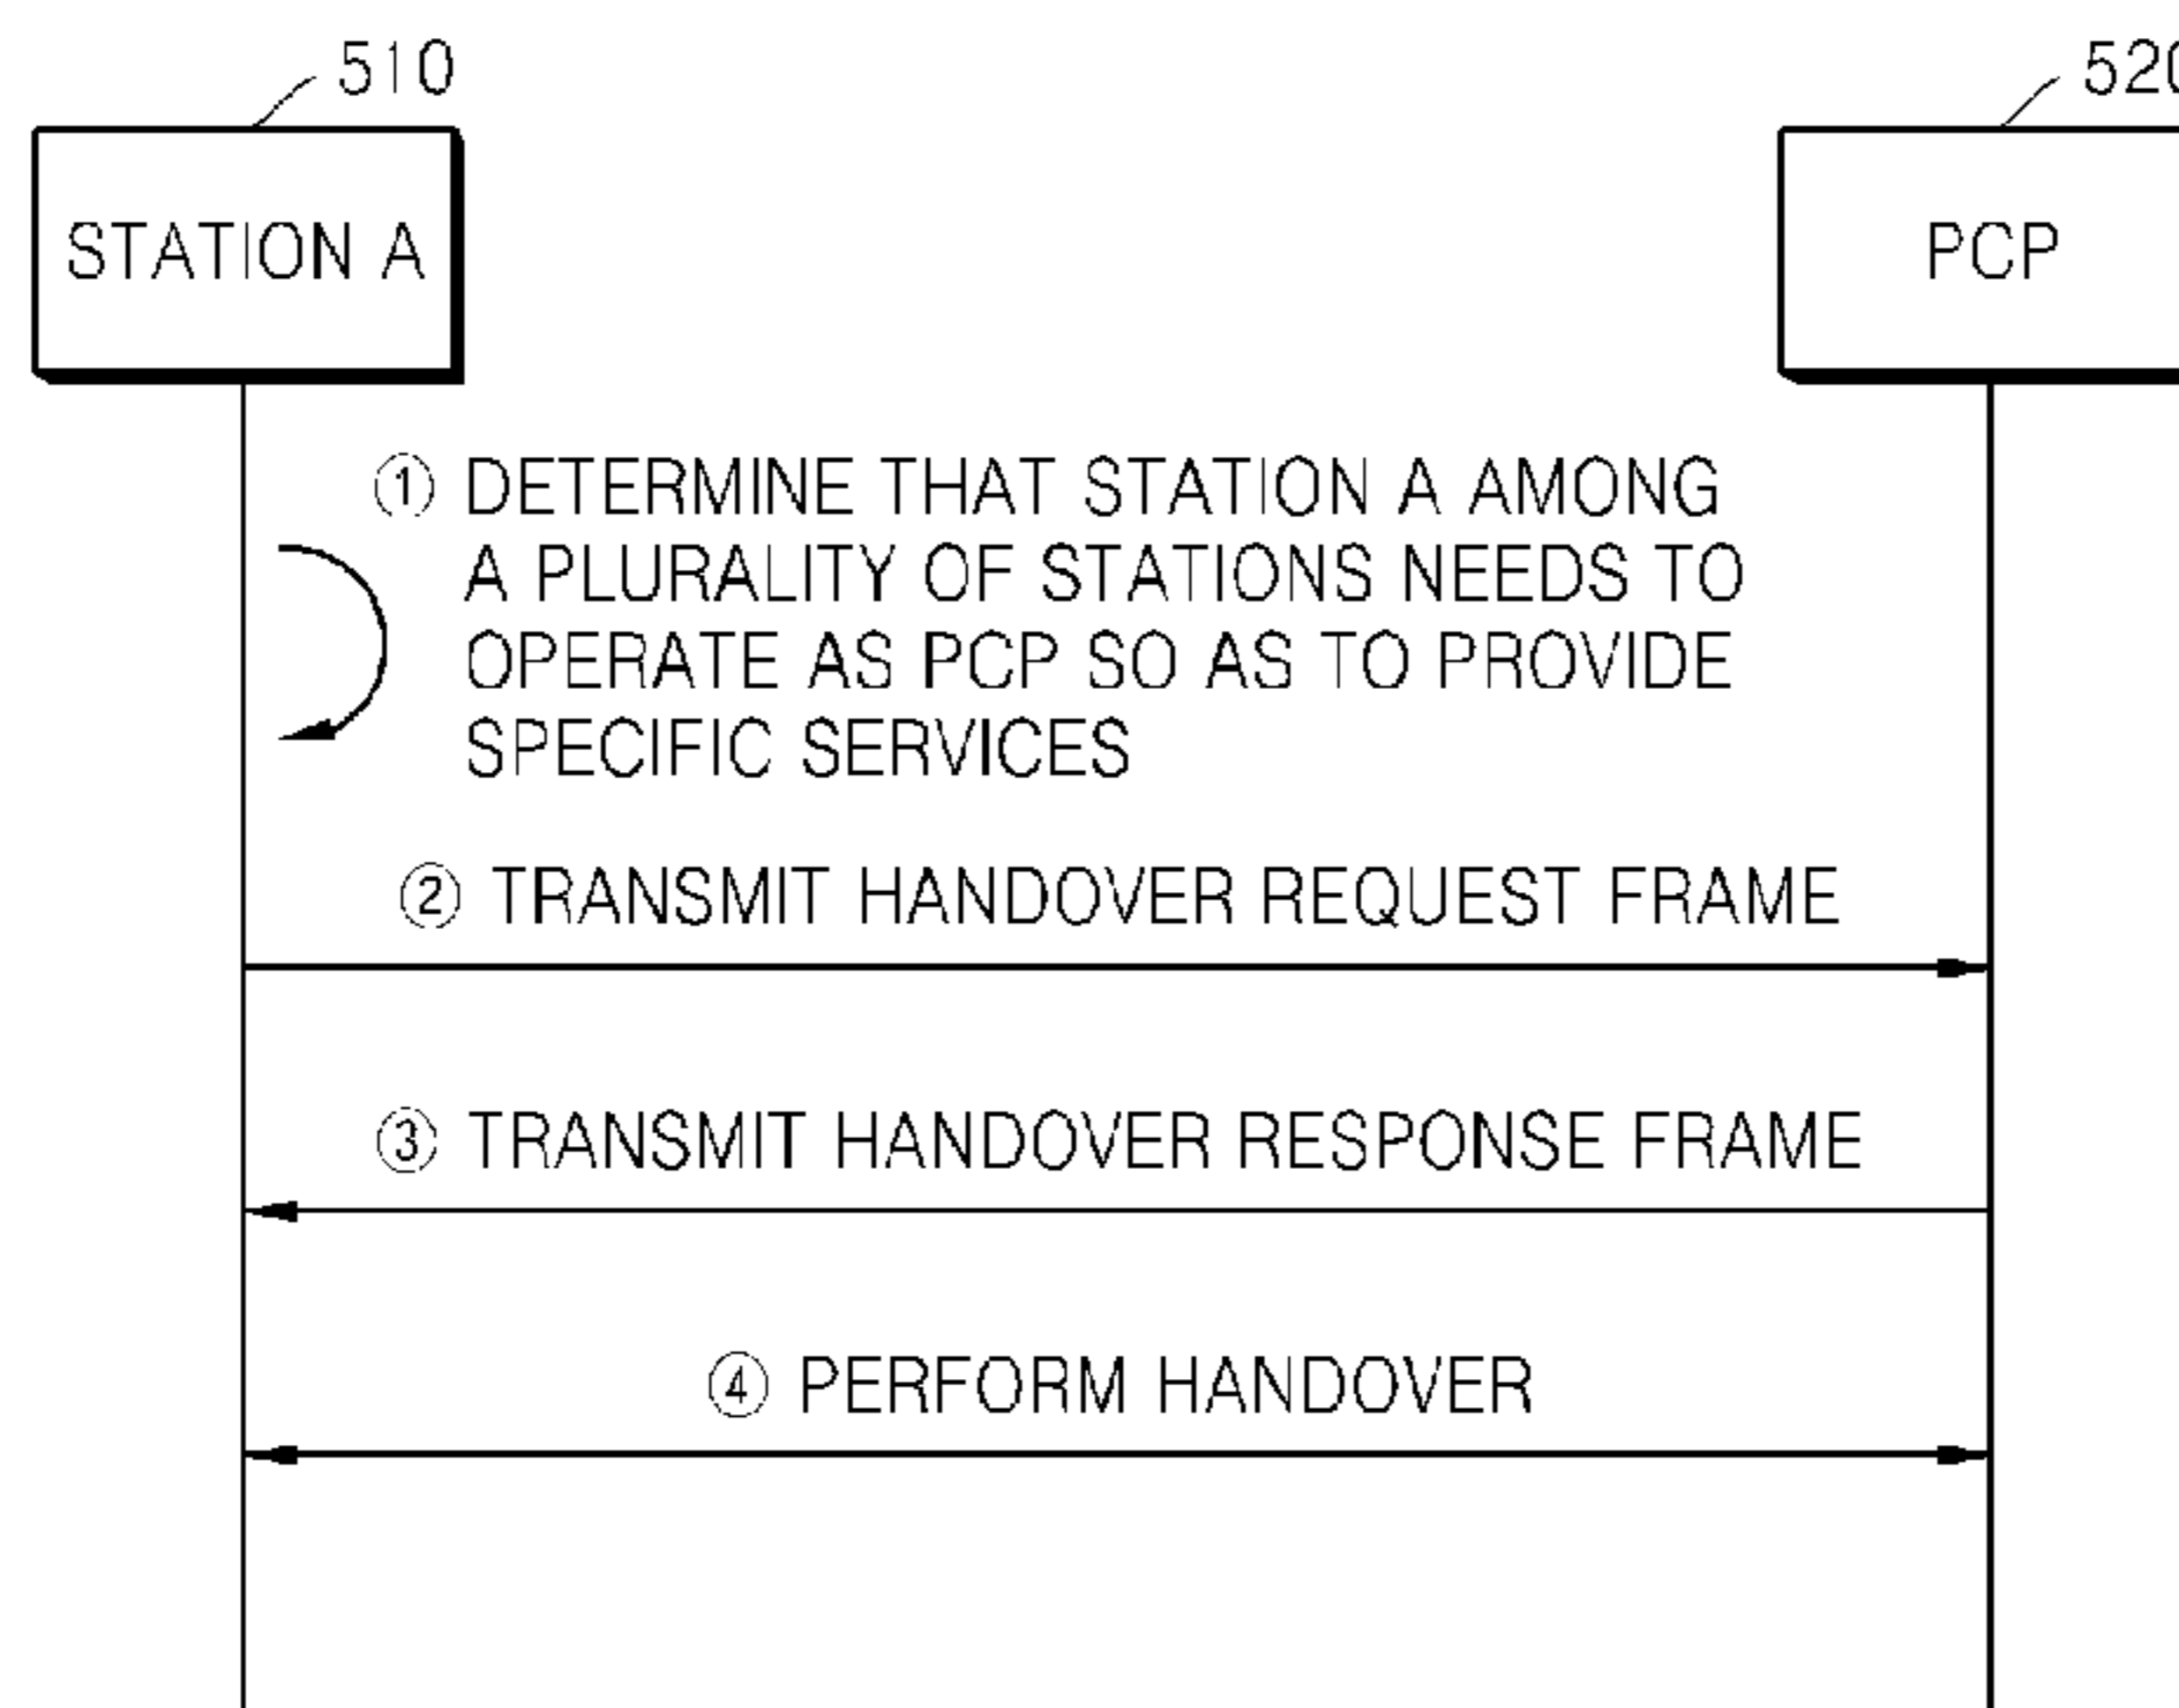 510
520
STATION A
PCP
① DETERMINE THAT STATION A AMONG
A PLURALITY OF STATIONS NEEDS TO
OPERATE AS PCP SO AS TO PROVIDE
SPECIFIC SERVICES
② TRANSMIT HANDOVER REQUEST FRAME
③ TRANSMIT HANDOVER RESPONSE FRAME
④ PERFORM HANDOVER